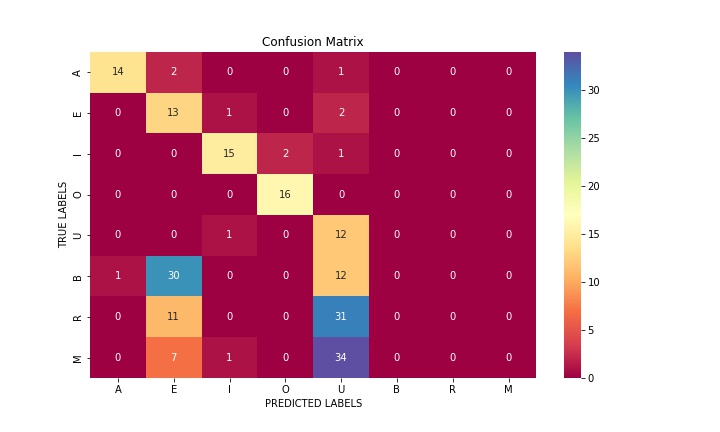 Confusion Matrix
TRUE LABELS
A 14 2 0 0 1 0 0 0
E 0 13 1 0 2 0 0 0
I 0 0 15 2 1 0 0 0
O 0 0 0 16 0 0 0 0
U 0 0 1 0 12 0 0 0
B 1 30 0 0 12 0 0 0
R 0 11 0 0 31 0 0 0
M 0 7 1 0 34 0 0 0
A E I O U B R M
PREDICTED LABELS
30
25
20
15
10
5
0